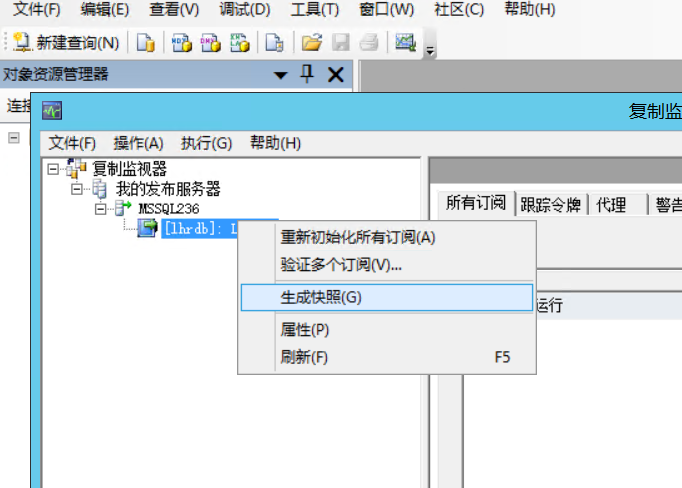 文件(F) 编辑(E) 查看(V) 调试(D) 工具(T) 窗口(W) 社区(C) 帮助(H)
新建查询(N)
对象资源管理器
连接
复制监
文件(F) 操作(A) 执行(G) 帮助(H)
复制监视器
我的发布服务器
MSSQL236
[lhrdb]: L
所有订阅 跟踪令牌 代理 警告
重新初始化所有订阅(A)
验证多个订阅(V)...
生成快照(G)
运行
属性(P)
刷新(F) F5